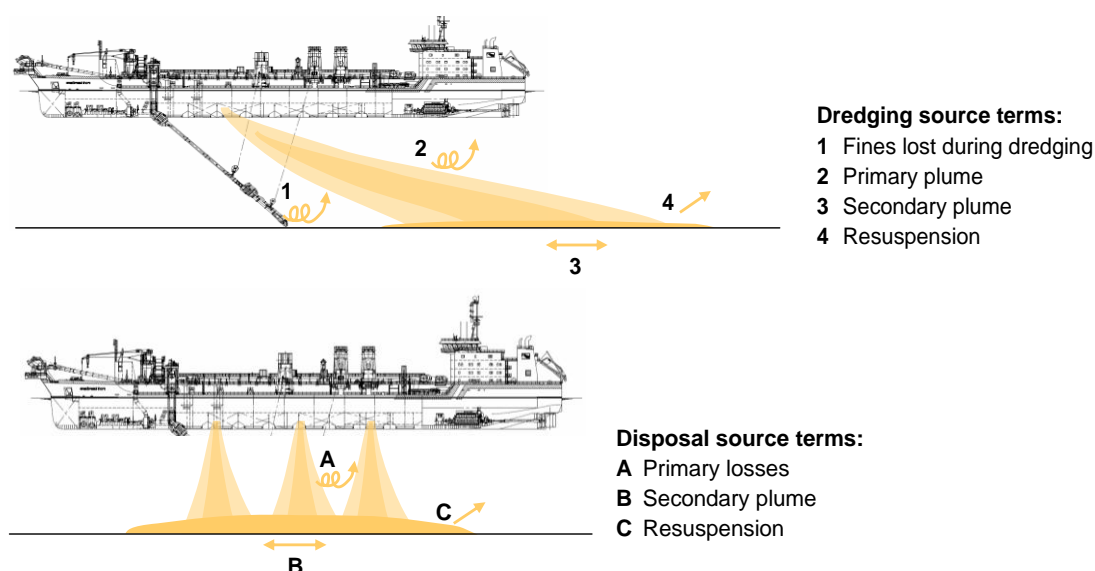 2
1
4
3
Dredging source terms:
1 Fines lost during dredging
2 Primary plume
3 Secondary plume
4 Resuspension
A
C
B
Disposal source terms:
A Primary losses
B Secondary plume
C Resuspension